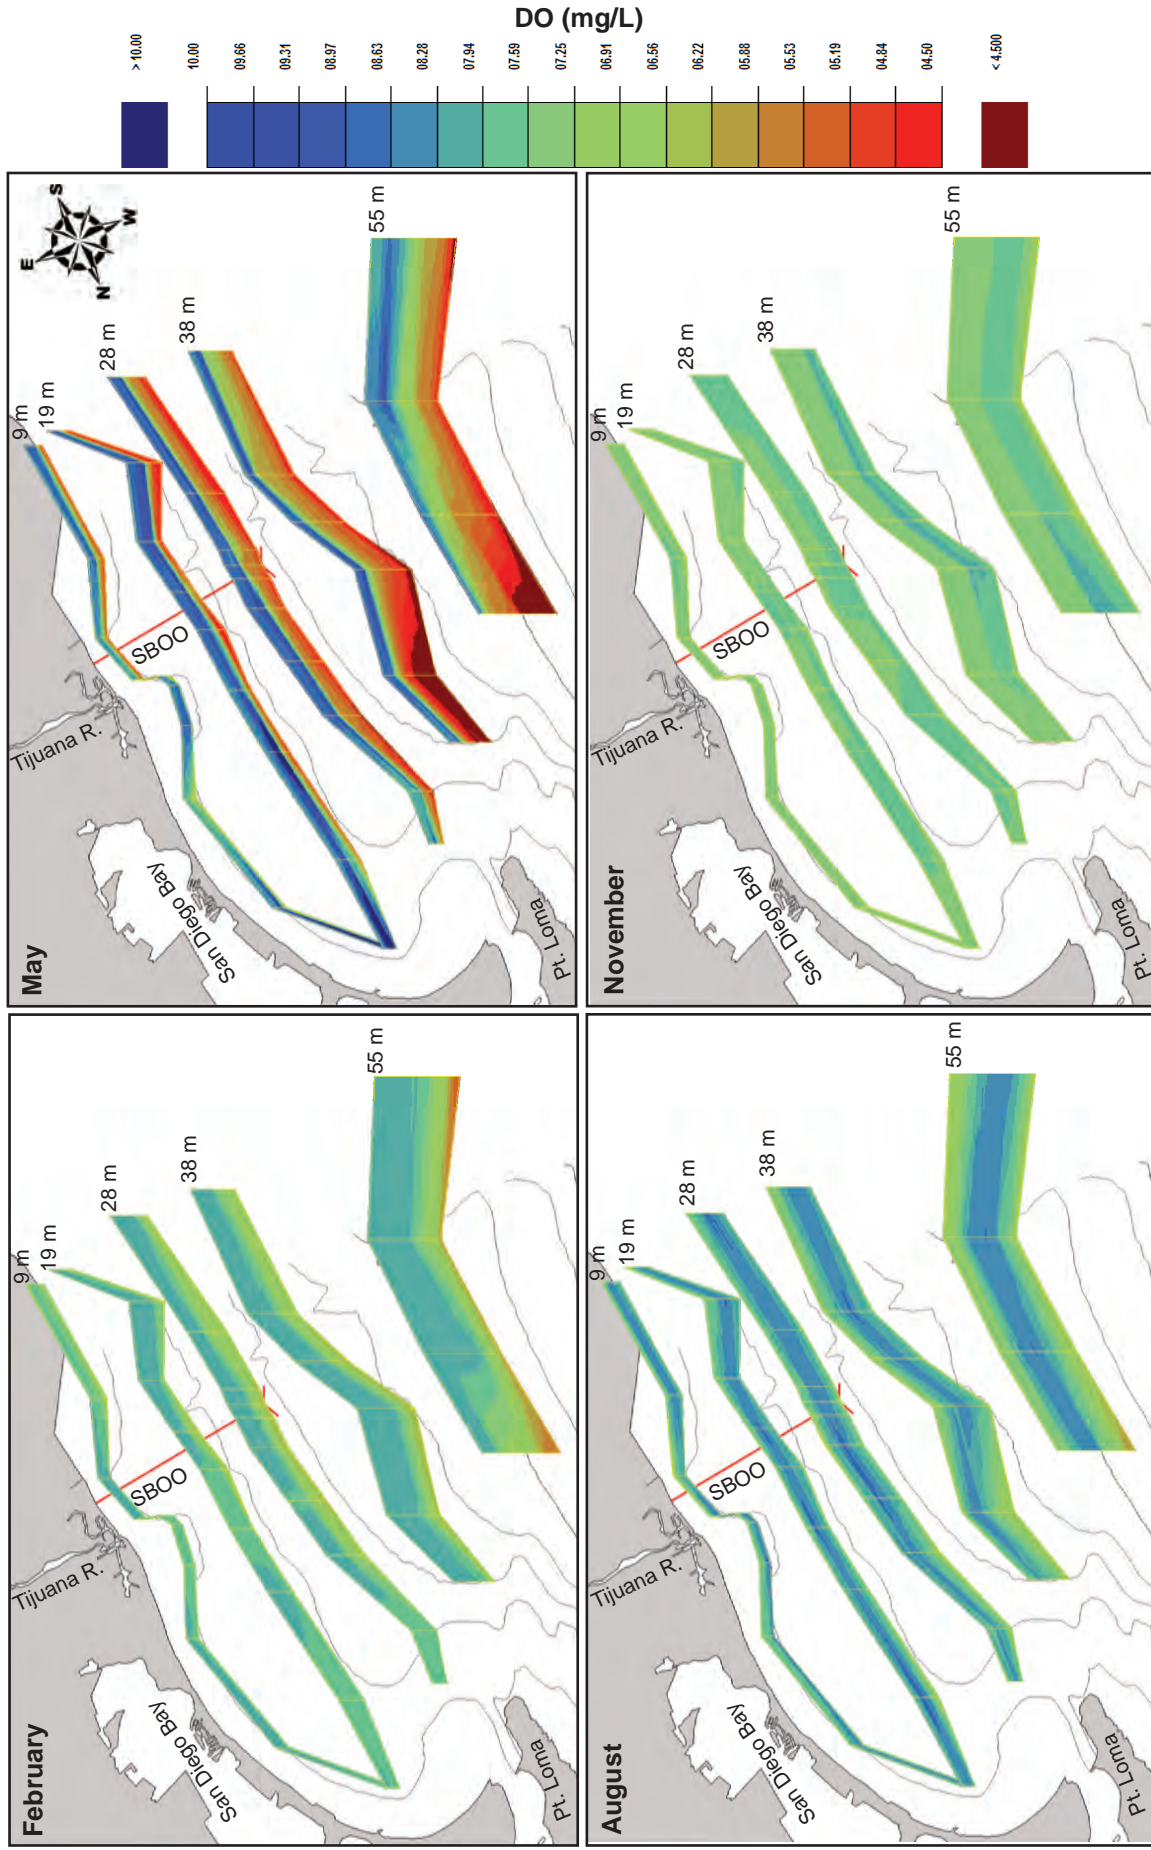 DO (mg/L)
> 10.00
10.00
09.66
09.31
08.97
08.63
08.28
07.94
07.59
07.25
06.91
06.56
06.22
05.88
05.53
05.19
04.84
04.50
< 4.500
May
E
S
N
W
9 m
19 m
28 m
38 m
55 m
SBOO
Tijuana R.
San Diego Bay
Pt. Loma
November
9 m
19 m
28 m
38 m
55 m
SBOO
Tijuana R.
San Diego Bay
Pt. Loma
February
9 m
19 m
28 m
38 m
55 m
SBOO
Tijuana R.
San Diego Bay
Pt. Loma
August
9 m
19 m
28 m
38 m
55 m
SBOO
Tijuana R.
San Diego Bay
Pt. Loma